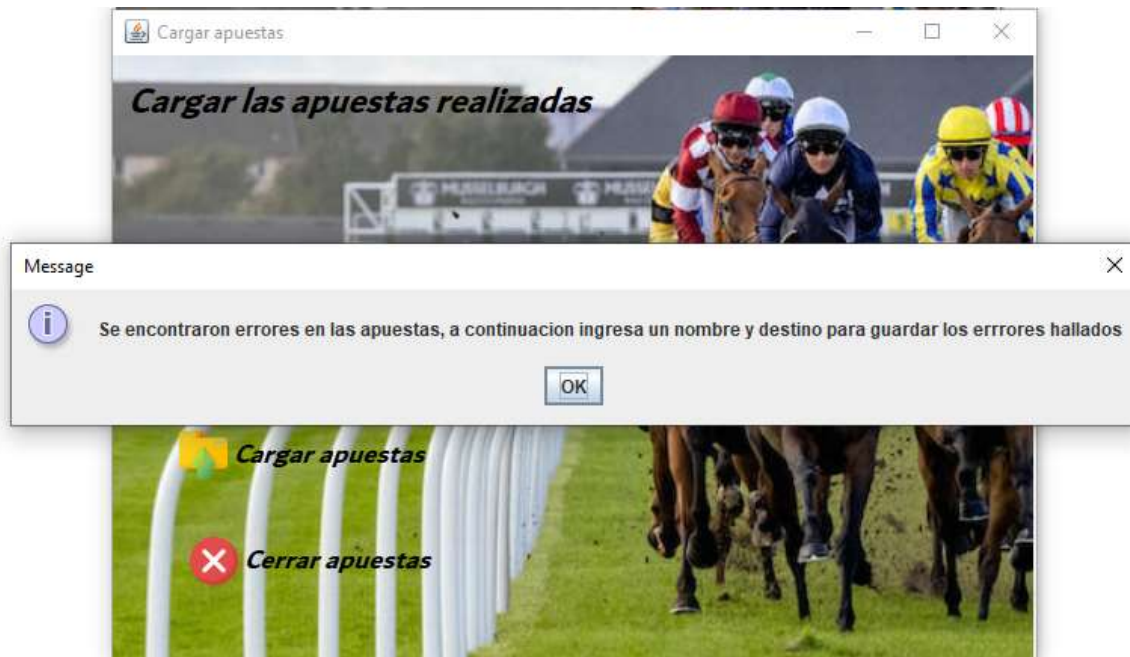 Cargar apuestas
Cargar las apuestas realizadas
MUSSELBURGH
Message
Se encontraron errores en las apuestas, a continuacion ingresa un nombre y destino para guardar los errrores hallados
OK
Cargar apuestas
Cerrar apuestas